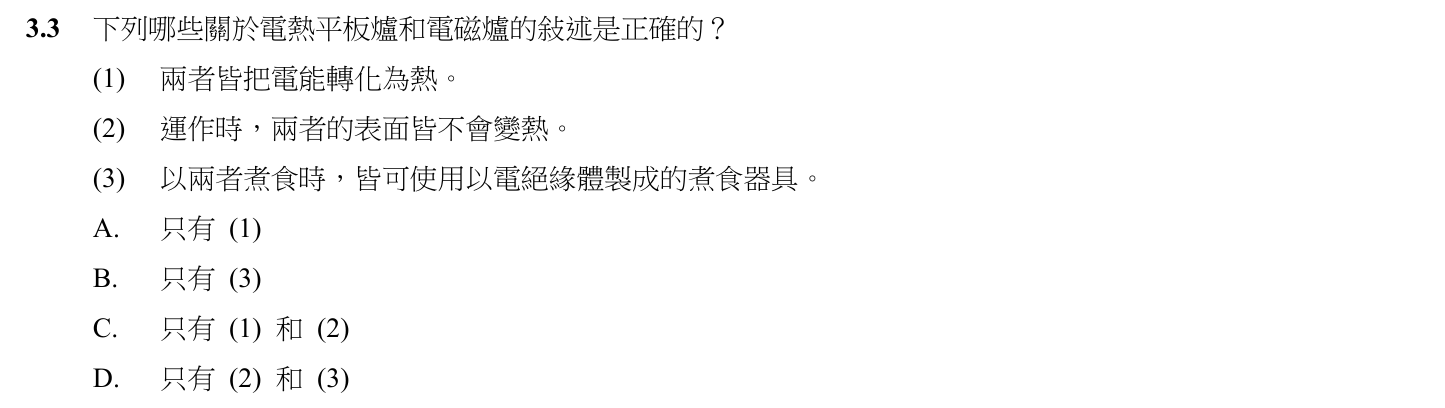 3.3 下列哪些關於電熱平板爐和電磁爐的敍述是正確的？
(1) 兩者皆把電能轉化為熱。
(2) 運作時，兩者的表面皆不會變熱。
(3) 以兩者煮食時，皆可使用以電絕緣體製成的煮食器具。
A. 只有 (1)
B. 只有 (3)
C. 只有 (1) 和 (2)
D. 只有 (2) 和 (3)